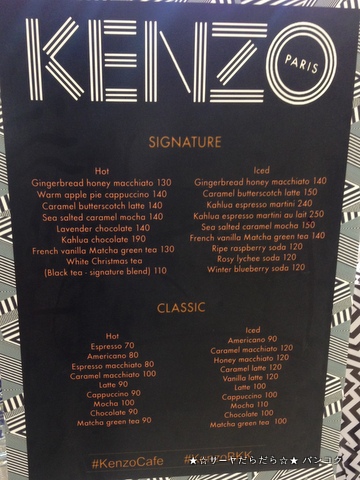 KENZO
PARIS
SIGNATURE
Hot
Gingerbread honey macchiato 130
Warm apple pie cappuccino 140
Caramel butterscotch latte 140
Sea salted caramel mocha 140
Lavender chocolate 140
Kahlua chocolate 190
French vanilla Matcha green tea 130
White Christmas tea
(Black tea - signature blend) 110
Iced
Gingerbread honey macchiato 140
Caramel butterscotch latte 150
Kahlua espresso martini 240
Kahlua espresso martini au lait 250
Sea salted caramel mocha 150
French vanilla Matcha green tea 140
Ripe raspberry soda 120
Rosy lychee soda 120
Winter blueberry soda 120
CLASSIC
Hot
Espresso 70
Americano 80
Espresso macchiato 80
Caramel macchiato 100
Latte 90
Cappuccino 90
Mocha 100
Chocolate 90
Matcha green tea 90
Iced
Americano 90
Caramel macchiato 120
Honey macchiato 120
Caramel latte 120
Vanilla latte 120
Latte 100
Cappuccino 100
Mocha 110
Chocolate 100
Matcha green tea 100
#KenzoCafe #KenzoBKK
★☆サーヤだらだら☆★ バンコク